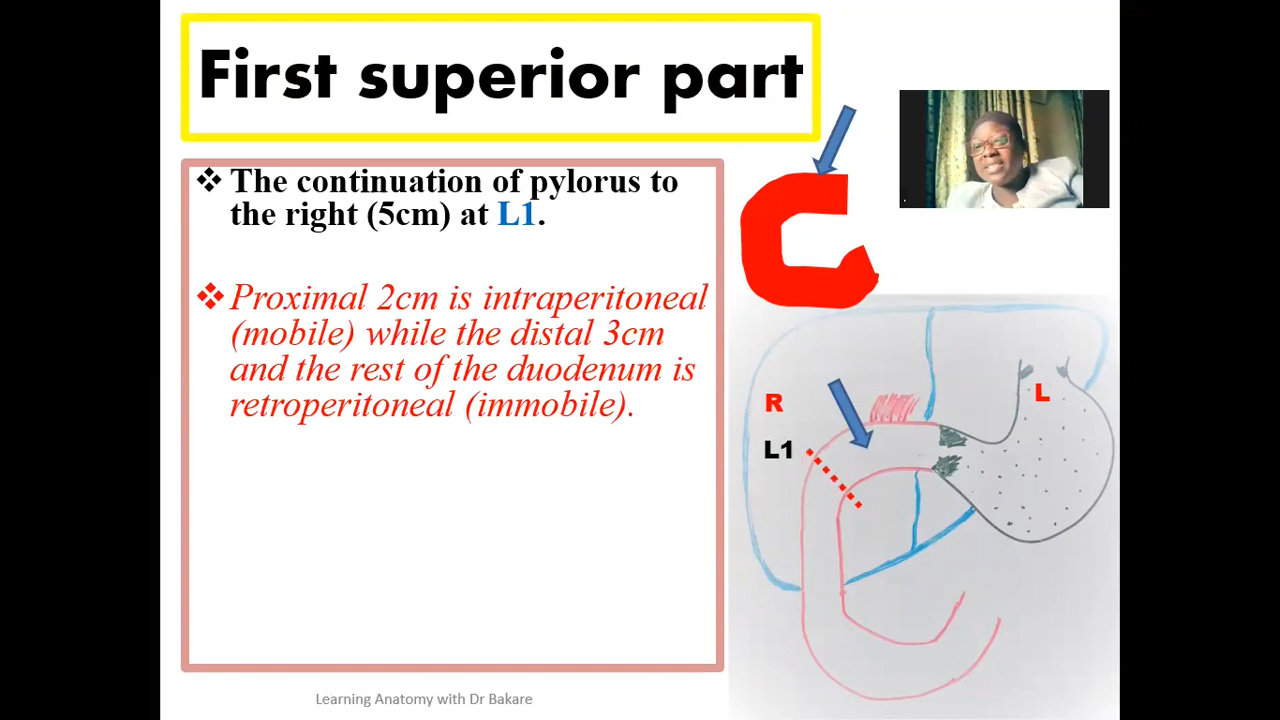 First superior part
❖ The continuation of pylorus to
the right (5cm) at L1.
❖ Proximal 2cm is intraperitoneal
(mobile) while the distal 3cm
and the rest of the duodenum is
retroperitoneal (immobile).
R
L
L1
Learning Anatomy with Dr Bakare